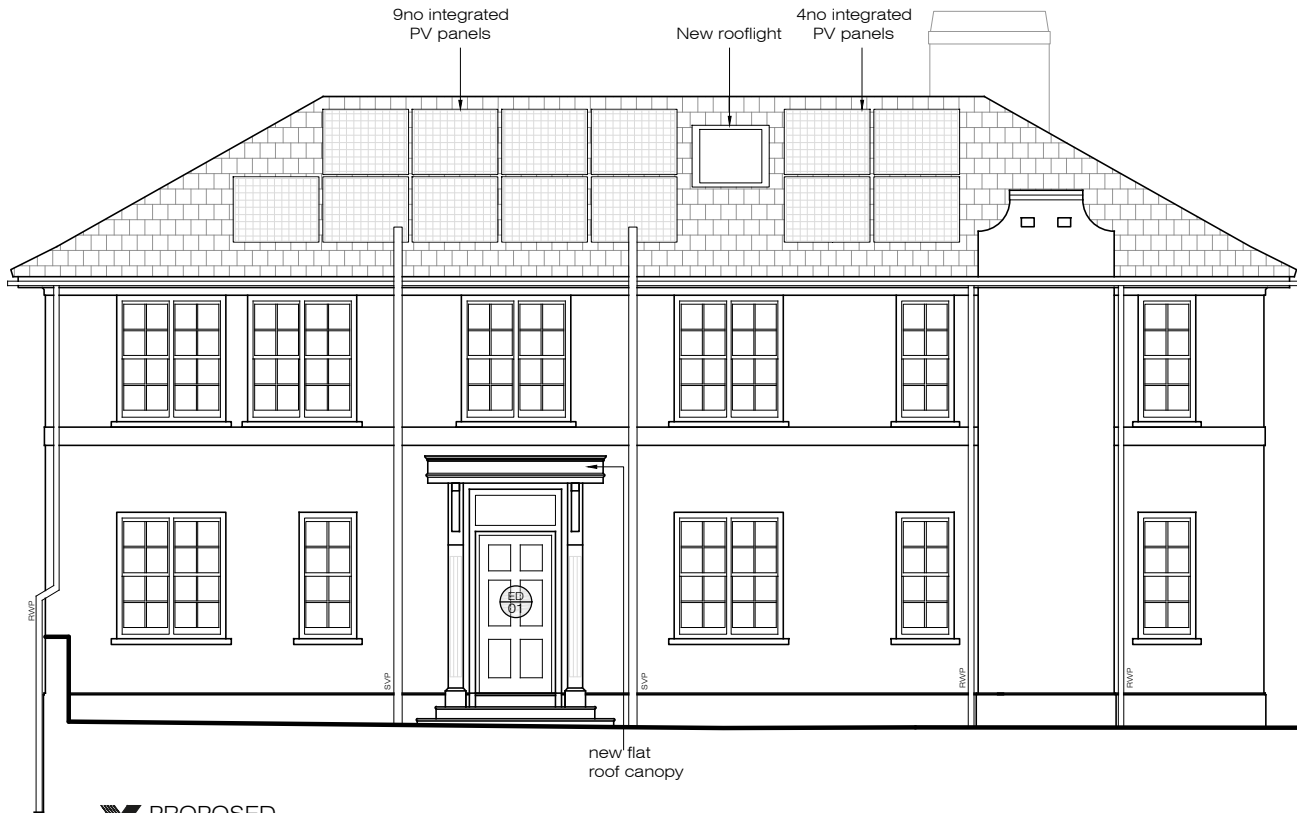 9no integrated
PV panels
New rooflight
4no integrated
PV panels
ED
01
RWP
SVP
SVP
RWP
RWP
new flat
roof canopy
PROPOSED